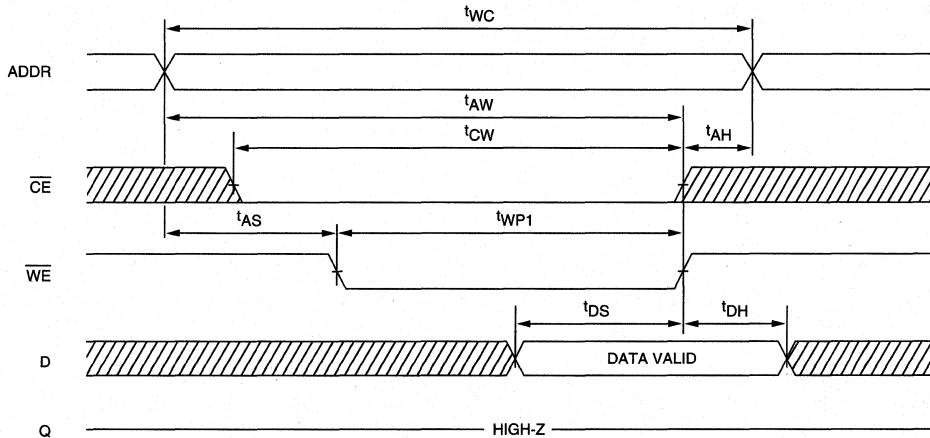 tWC
ADDR
tAW
tCW
tAH
CE
tAS
tWP1
WE
tDS
tDH
D
DATA VALID
Q
HIGH-Z